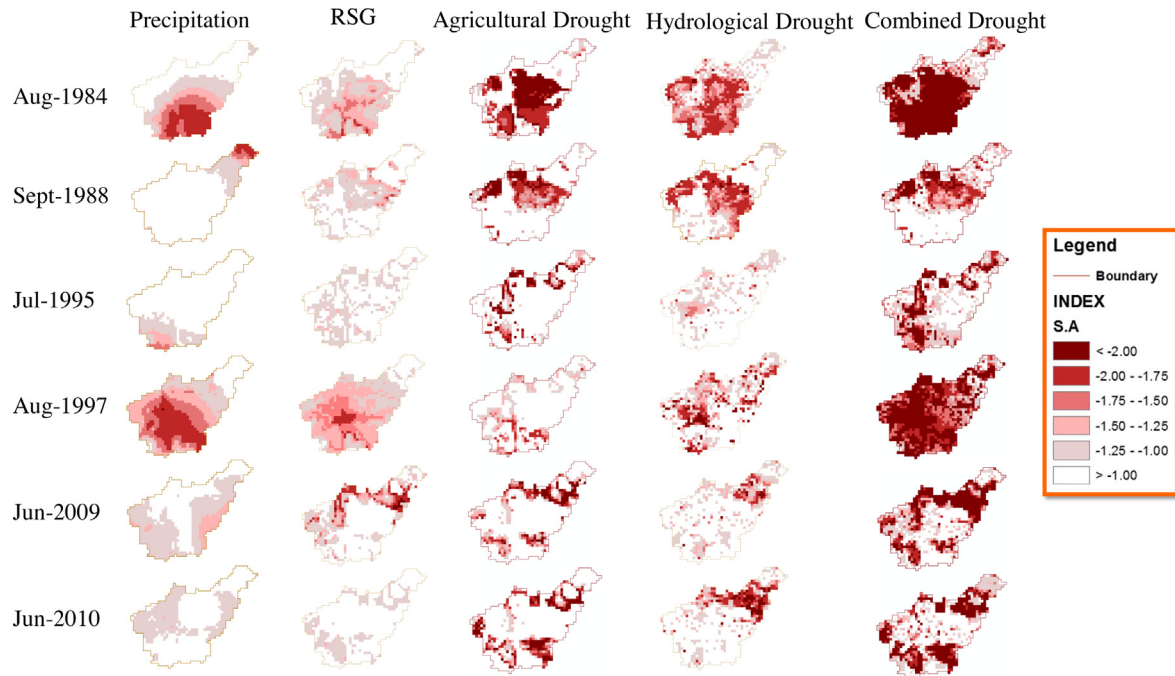 Precipitation RSG Agricultural Drought Hydrological Drought Combined Drought
Aug-1984
Sept-1988
Jul-1995
Aug-1997
Jun-2009
Jun-2010
Legend
Boundary
INDEX
S.A
< -2.00
-2.00 - -1.75
-1.75 - -1.50
-1.50 - -1.25
-1.25 - -1.00
> -1.00